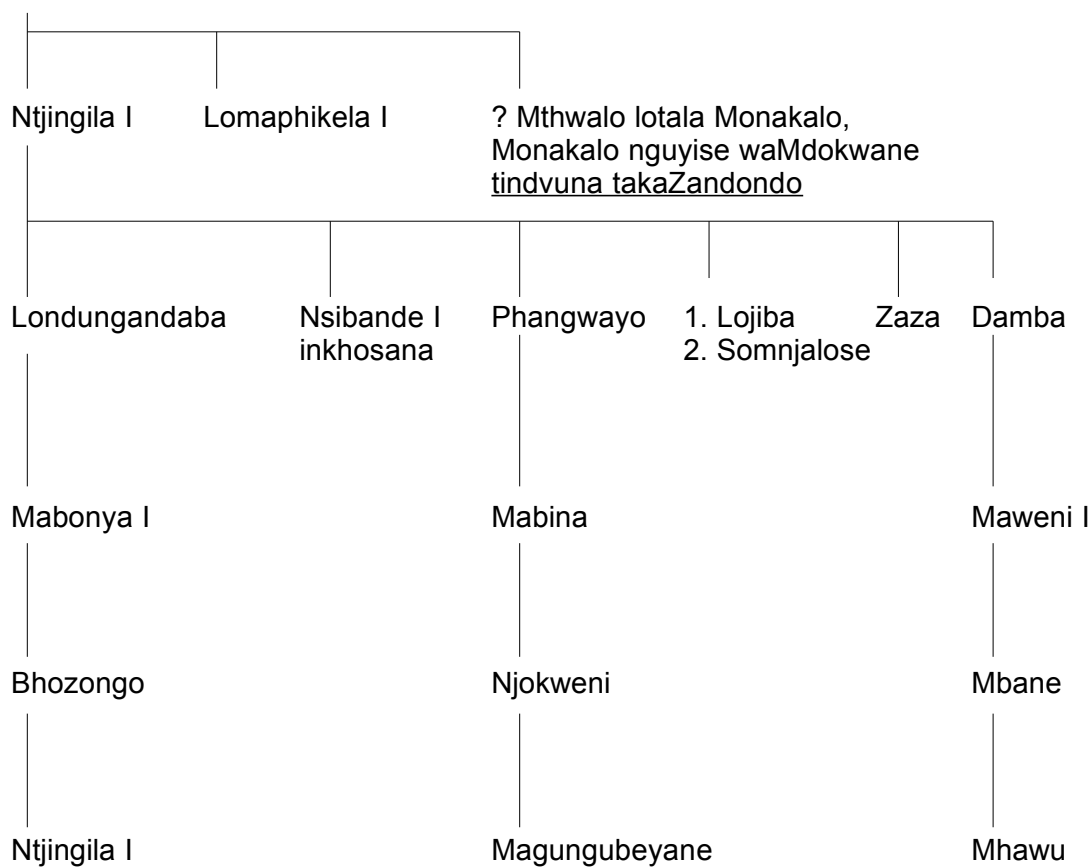 Ntjingila I Lomaphikela I ? Mthwalo lotala Monakalo,
Monakalo nguyise waMdokwane
tindvuna takaZandondo
Londungandaba Nsibande I Phangwayo 1. Lojiba Zaza Damba
inkhosana 2. Somnjalose
Mabonya I Mabina Maweni I
Bhozongo Njokweni Mbane
Ntjingila I Magungubeyane Mhawu